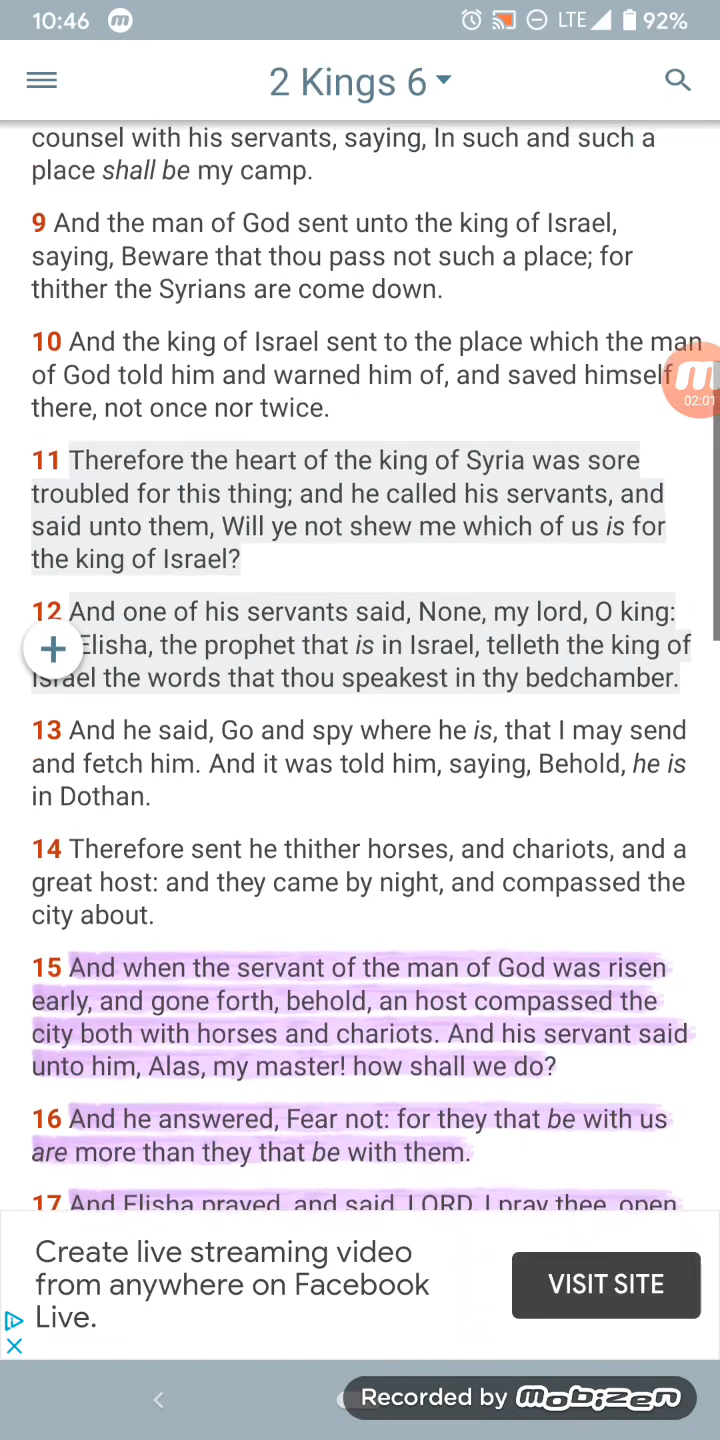 10:46 m LTE 92%
2 Kings 6
counsel with his servants, saying, In such and such a
place shall be my camp.
9 And the man of God sent unto the king of Israel,
saying, Beware that thou pass not such a place; for
thither the Syrians are come down.
10 And the king of Israel sent to the place which the man
of God told him and warned him of, and saved himself
there, not once nor twice.
m
02:01
11 Therefore the heart of the king of Syria was sore
troubled for this thing; and he called his servants, and
said unto them, Will ye not shew me which of us is for
the king of Israel?
12 And one of his servants said, None, my lord, O king:
+ Elisha, the prophet that is in Israel, telleth the king of
Israel the words that thou speakest in thy bedchamber.
13 And he said, Go and spy where he is, that I may send
and fetch him. And it was told him, saying, Behold, he is
in Dothan.
14 Therefore sent he thither horses, and chariots, and a
great host: and they came by night, and compassed the
city about.
15 And when the servant of the man of God was risen
early, and gone forth, behold, an host compassed the
city both with horses and chariots. And his servant said
unto him, Alas, my master! how shall we do?
16 And he answered, Fear not: for they that be with us
are more than they that be with them.
17 And Elisha prayed, and said, LORD, I pray thee, open
Create live streaming video
from anywhere on Facebook
Live.
VISIT SITE
Recorded by mobizen